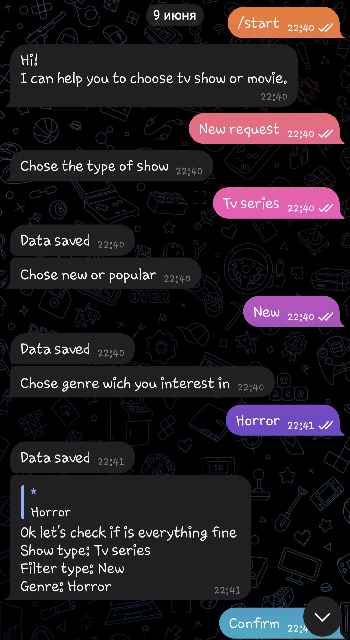 9 июня
/start 22:40
Hi!
I can help you to choose tv show or movie.
22:40
New request 22:40
Chose the type of show 22:40
Tv series 22:40
Data saved 22:40
Chose new or popular 22:40
New 22:40
Data saved 22:40
Chose genre wich you interest in 22:40
Horror 22:41
Data saved 22:41
*
Horror
Ok let's check if is everything fine
Show type: Tv series
Filter type: New
Genre: Horror 22:41
Confirm